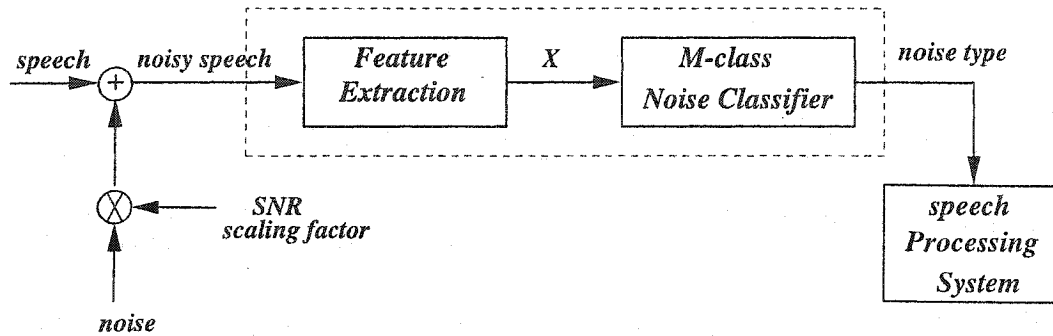 speech
noisy speech
+
Feature
Extraction
X
M-class
Noise Classifier
noise type
X
SNR
scaling factor
noise
speech
Processing
System